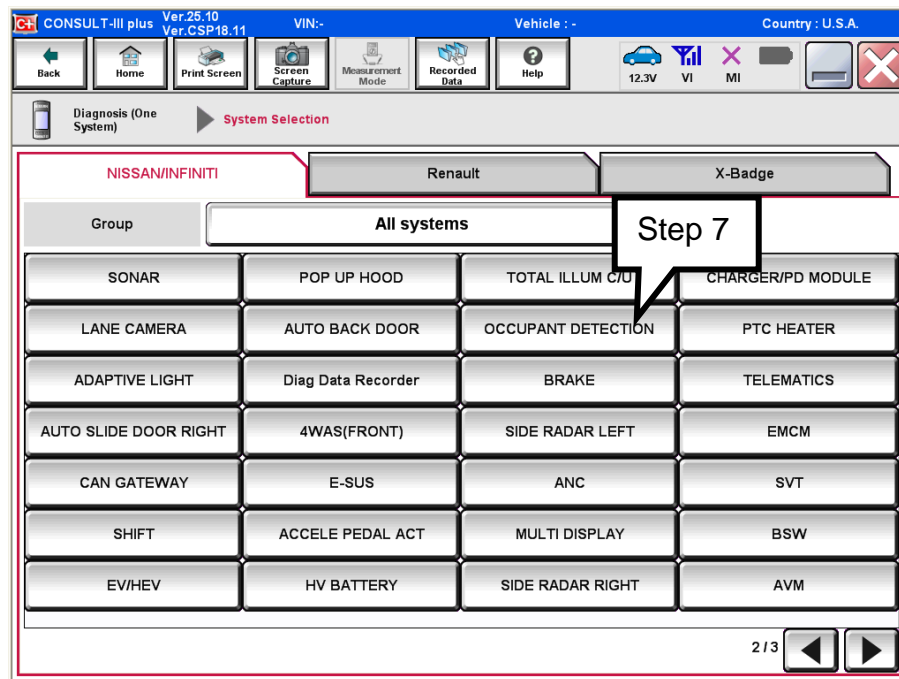 C+ CONSULT-III plus Ver.25.10 VIN:- Vehicle : - Country : U.S.A.
Ver.CSP18.11
Back Home Print Screen Screen Capture Measurement Mode Recorded Data Help 12.3V VI MI
Diagnosis (One System) System Selection
NISSAN/INFINITI Renault X-Badge
Group All systems Step 7
SONAR POP UP HOOD TOTAL ILLUM C/U CHARGER/PD MODULE
LANE CAMERA AUTO BACK DOOR OCCUPANT DETECTION PTC HEATER
ADAPTIVE LIGHT Diag Data Recorder BRAKE TELEMATICS
AUTO SLIDE DOOR RIGHT 4WAS(FRONT) SIDE RADAR LEFT EMCM
CAN GATEWAY E-SUS ANC SVT
SHIFT ACCELE PEDAL ACT MULTI DISPLAY BSW
EV/HEV HV BATTERY SIDE RADAR RIGHT AVM
2/3